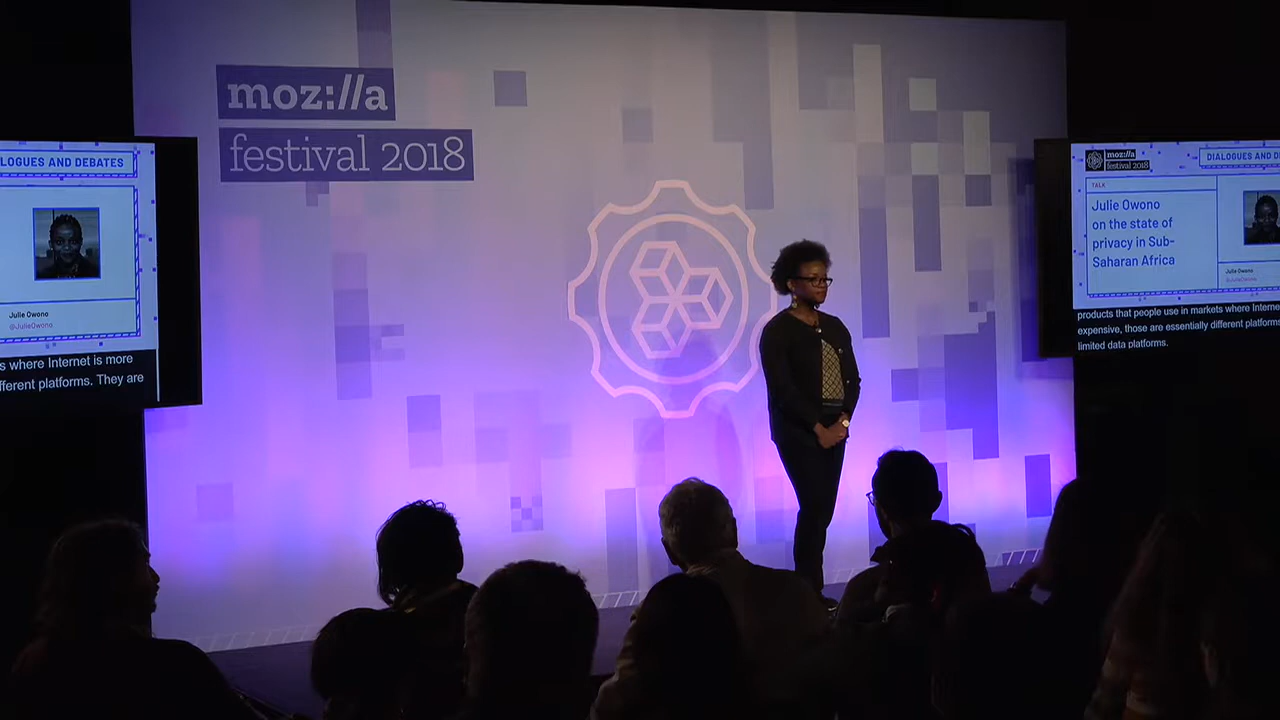 moz://a
festival 2018
LOGUES AND DEBATES
Julie Owono
@JulieOwono
s where Internet is more
fferent platforms. They are
moz://a
festival 2018
DIALOGUES AND D
TALK
Julie Owono
on the state of
privacy in Sub-
Saharan Africa
Julie Owono
@JulieOwono
products that people use in markets where Interne
expensive, those are essentially different platform
limited data platforms.